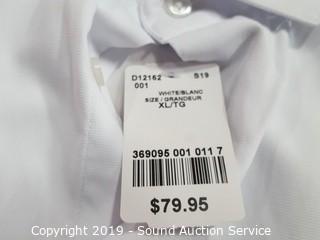 D12162 S19
001
WHITE/BLANC
SIZE / GRANDEUR
XL/TG
369095 001 011 7
$79.95
Copyright 2019 - Sound Auction Service